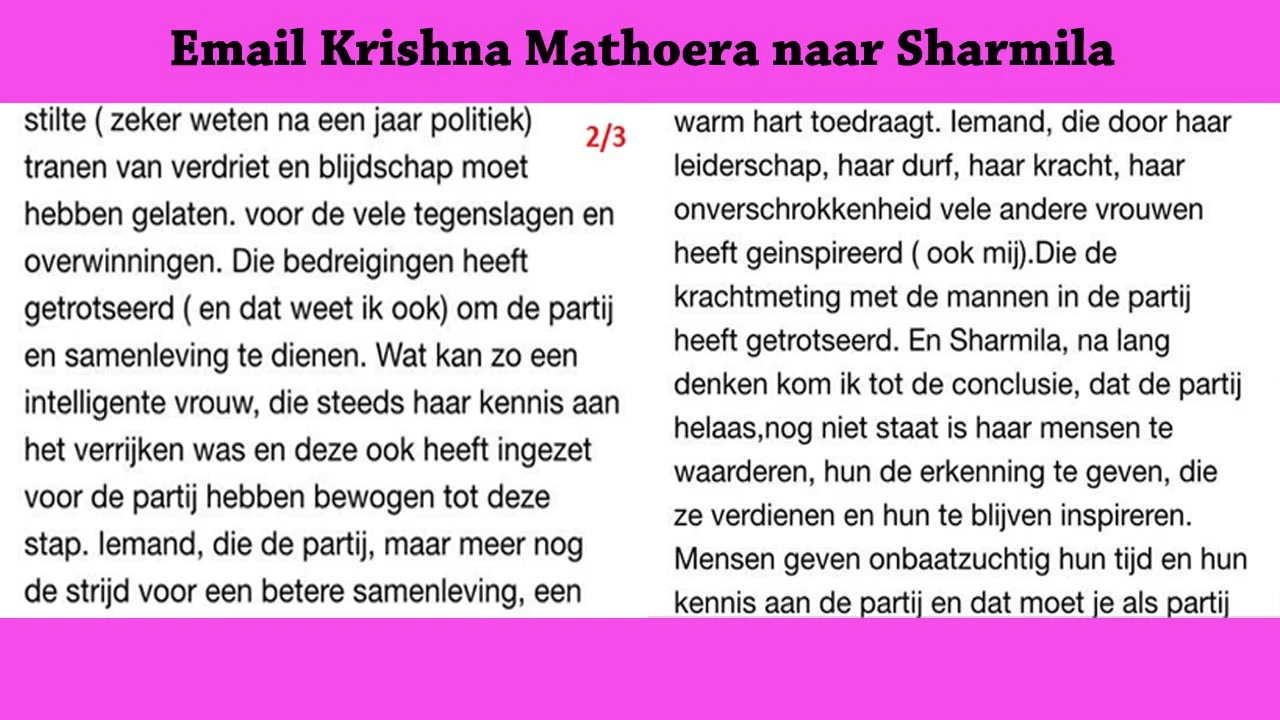 Email Krishna Mathoera naar Sharmila
stilte ( zeker weten na een jaar politiek)
2/3
tranen van verdriet en blijdschap moet
hebben gelaten. voor de vele tegenslagen en
overwinningen. Die bedreigingen heeft
getrotseerd ( en dat weet ik ook) om de partij
en samenleving te dienen. Wat kan zo een
intelligente vrouw, die steeds haar kennis aan
het verrijken was en deze ook heeft ingezet
voor de partij hebben bewogen tot deze
stap. Iemand, die de partij, maar meer nog
de strijd voor een betere samenleving, een
warm hart toedraagt. Iemand, die door haar
leiderschap, haar durf, haar kracht, haar
onverschrokkenheid vele andere vrouwen
heeft geinspireerd ( ook mij).Die de
krachtmeting met de mannen in de partij
heeft getrotseerd. En Sharmila, na lang
denken kom ik tot de conclusie, dat de partij
helaas,nog niet staat is haar mensen te
waarderen, hun de erkenning te geven, die
ze verdienen en hun te blijven inspireren.
Mensen geven onbaatzuchtig hun tijd en hun
kennis aan de partij en dat moet je als partij